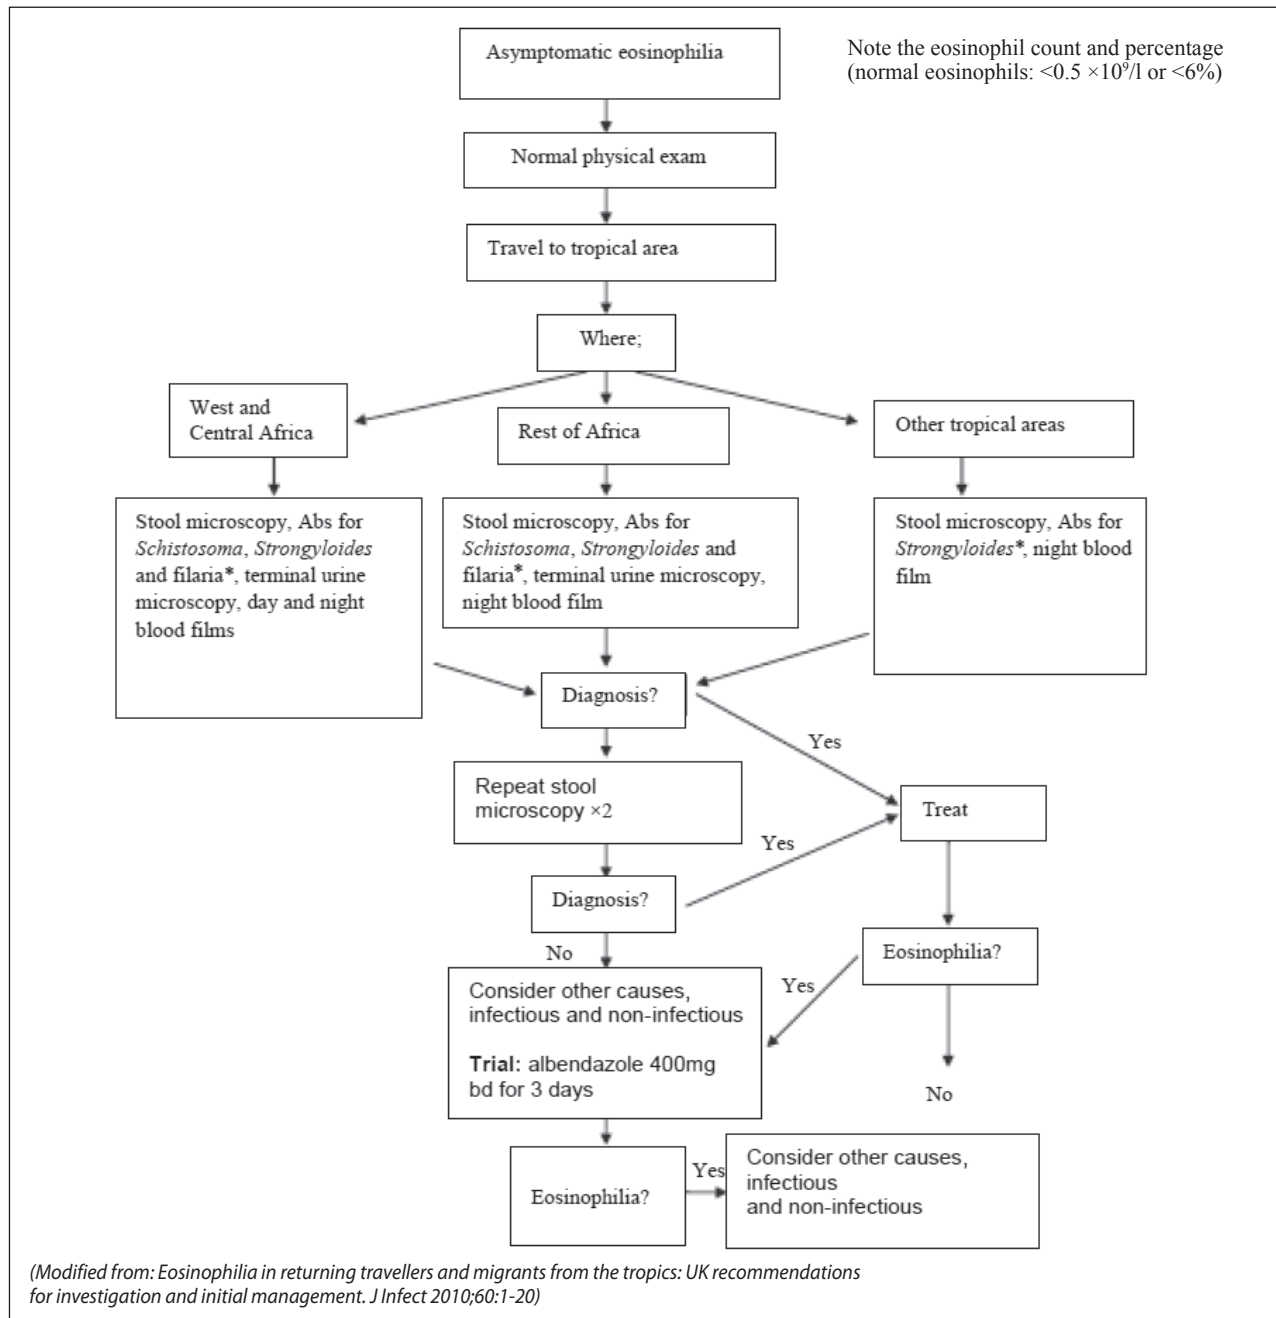 Asymptomatic eosinophilia
Note the eosinophil count and percentage
(normal eosinophils: <0.5 ×10⁹/l or <6%)
Normal physical exam
Travel to tropical area
Where;
West and
Central Africa
Rest of Africa
Other tropical areas
Stool microscopy, Abs for
Schistosoma, Strongyloides
and filaria*, terminal urine
microscopy, day and night
blood films
Stool microscopy, Abs for
Schistosoma, Strongyloides and
filaria*, terminal urine microscopy,
night blood film
Stool microscopy, Abs for
Strongyloides*, night blood
film
Diagnosis?
Yes
Repeat stool
microscopy ×2
Treat
Yes
Diagnosis?
No
Eosinophilia?
Yes
Consider other causes,
infectious and non-infectious
Trial: albendazole 400mg
bd for 3 days
No
Eosinophilia?
Yes
Consider other causes,
infectious
and non-infectious
(Modified from: Eosinophilia in returning travellers and migrants from the tropics: UK recommendations
for investigation and initial management. J Infect 2010;60:1-20)